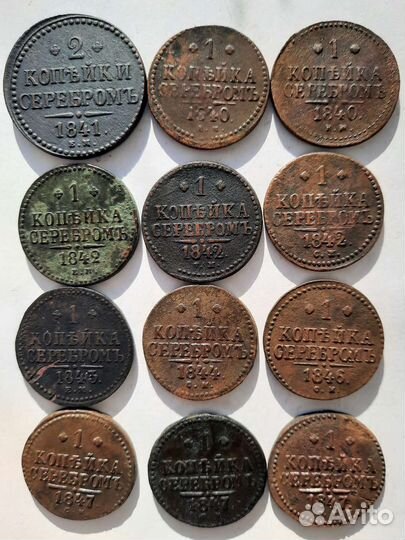 2
КОПѢЙКИ
СЕРЕБРОМЪ
1841.
Е.М.
1
КОПѢЙКА
СЕРЕБРОМЪ
1840
1
КОПѢЙКА
СЕРЕБРОМЪ
1840.
Е.М.
1
КОПѢЙКА
СЕРЕБРОМЪ
1842
Е.М.
1
КОПѢЙКА
СЕРЕБРОМЪ
1842.
1
КОПѢЙКА
СЕРЕБРОМЪ
1842.
С.М.
1
КОПѢЙКА
СЕРЕБРОМЪ
1843.
1
КОПѢЙКА
СЕРЕБРОМЪ
1844
С.М.
1
КОПѢЙКА
СЕРЕБРОМЪ
1846.
С.М.
1
КОПѢЙКА
СЕРЕБРОМЪ
1847
1
КОПѢЙКА
СЕРЕБРОМЪ
1847
1
КОПѢЙКА
СЕРЕБРОМЪ
1847
Avito